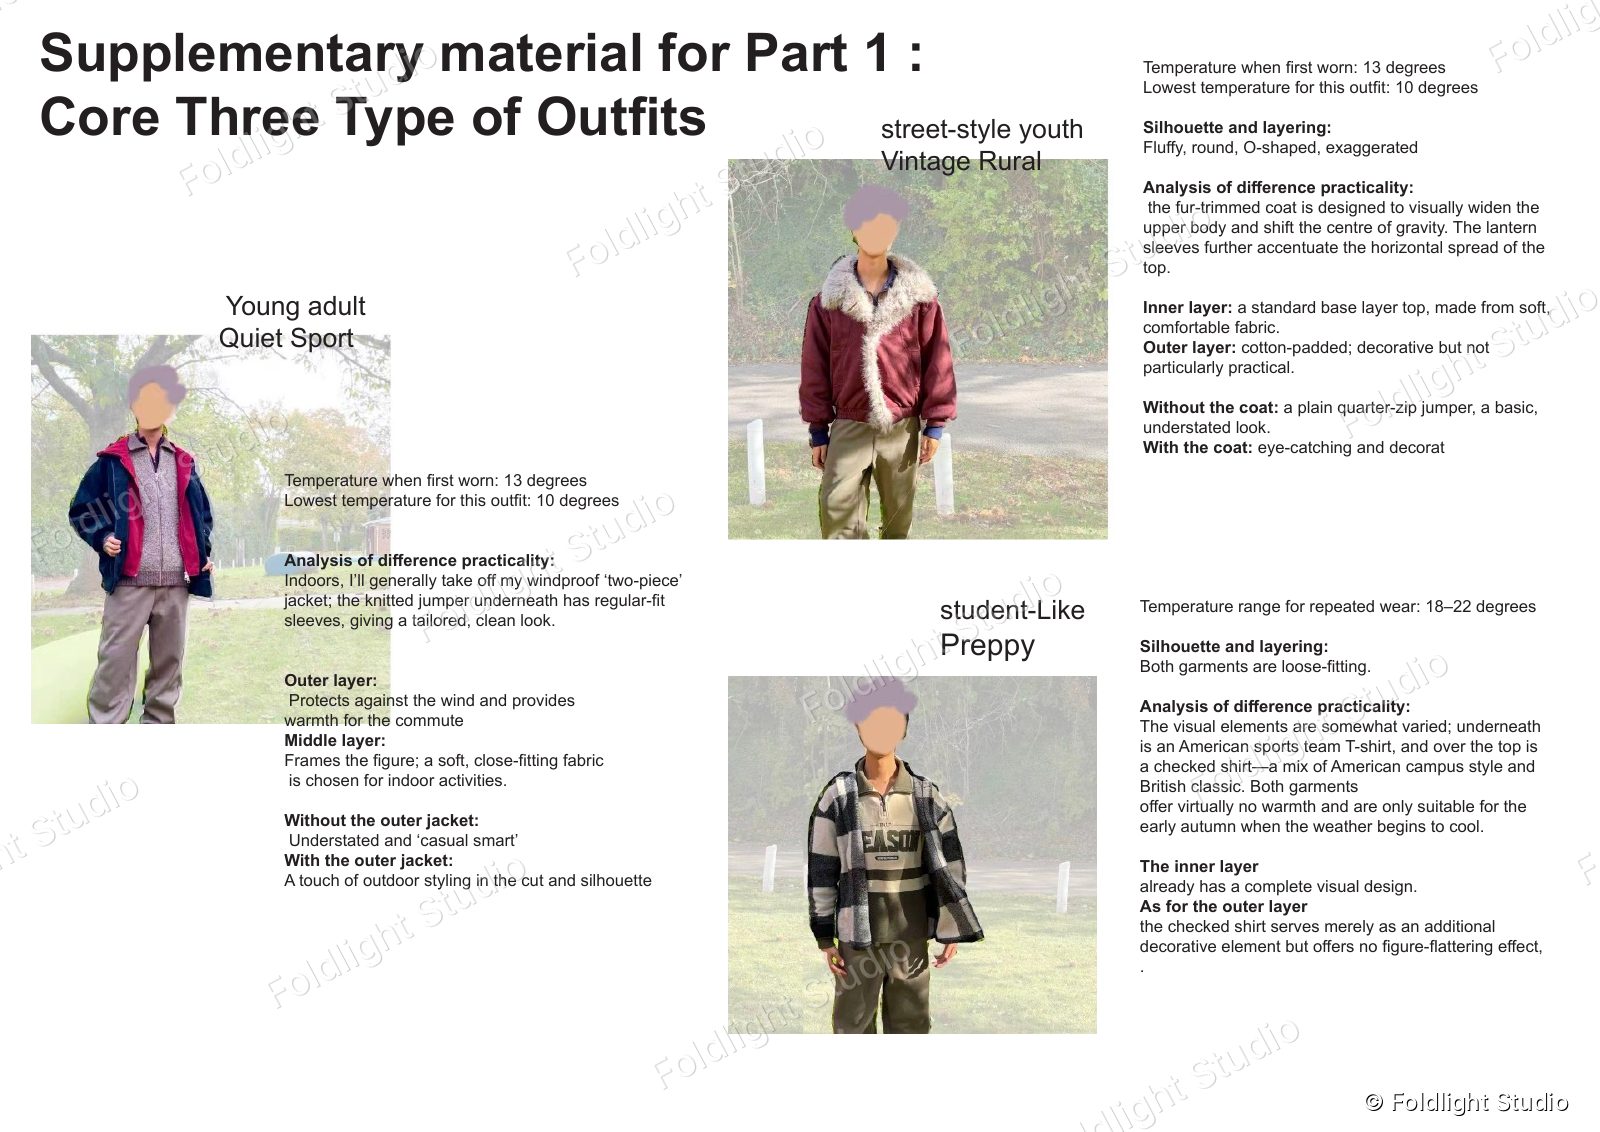 Supplementary material for Part 1 :
Core Three Type of Outfits
Young adult
Quiet Sport
Temperature when first worn: 13 degrees
Lowest temperature for this outfit: 10 degrees
Analysis of difference practicality:
Indoors, I’ll generally take off my windproof ‘two-piece’
jacket; the knitted jumper underneath has regular-fit
sleeves, giving a tailored, clean look.
Outer layer:
Protects against the wind and provides
warmth for the commute
Middle layer:
Frames the figure; a soft, close-fitting fabric
is chosen for indoor activities.
Without the outer jacket:
Understated and ‘casual smart’
With the outer jacket:
A touch of outdoor styling in the cut and silhouette
street-style youth
Vintage Rural
Temperature when first worn: 13 degrees
Lowest temperature for this outfit: 10 degrees
Silhouette and layering:
Fluffy, round, O-shaped, exaggerated
Analysis of difference practicality:
the fur-trimmed coat is designed to visually widen the
upper body and shift the centre of gravity. The lantern
sleeves further accentuate the horizontal spread of the
top.
Inner layer: a standard base layer top, made from soft,
comfortable fabric.
Outer layer: cotton-padded; decorative but not
particularly practical.
Without the coat: a plain quarter-zip jumper, a basic,
understated look.
With the coat: eye-catching and decorat
student-Like
Preppy
EASON
Temperature range for repeated wear: 18–22 degrees
Silhouette and layering:
Both garments are loose-fitting.
Analysis of difference practicality:
The visual elements are somewhat varied; underneath
is an American sports team T-shirt, and over the top is
a checked shirt—a mix of American campus style and
British classic. Both garments
offer virtually no warmth and are only suitable for the
early autumn when the weather begins to cool.
The inner layer
already has a complete visual design.
As for the outer layer
the checked shirt serves merely as an additional
decorative element but offers no figure-flattering effect,
.
© Foldlight Studio